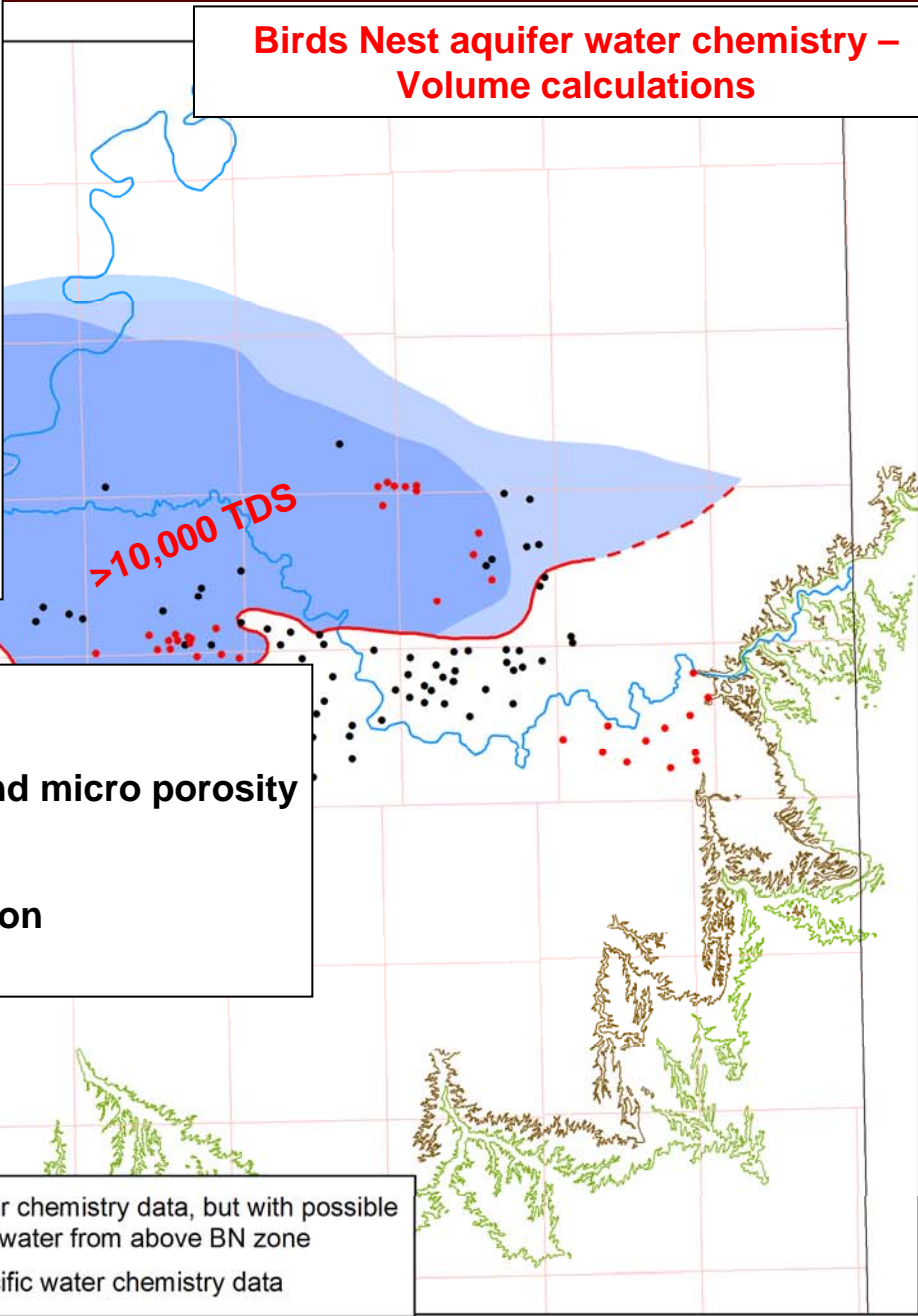 Birds Nest aquifer water chemistry –
Volume calculations
>10,000 TDS
nd micro porosity
on
r chemistry data, but with possible
water from above BN zone
ific water chemistry data